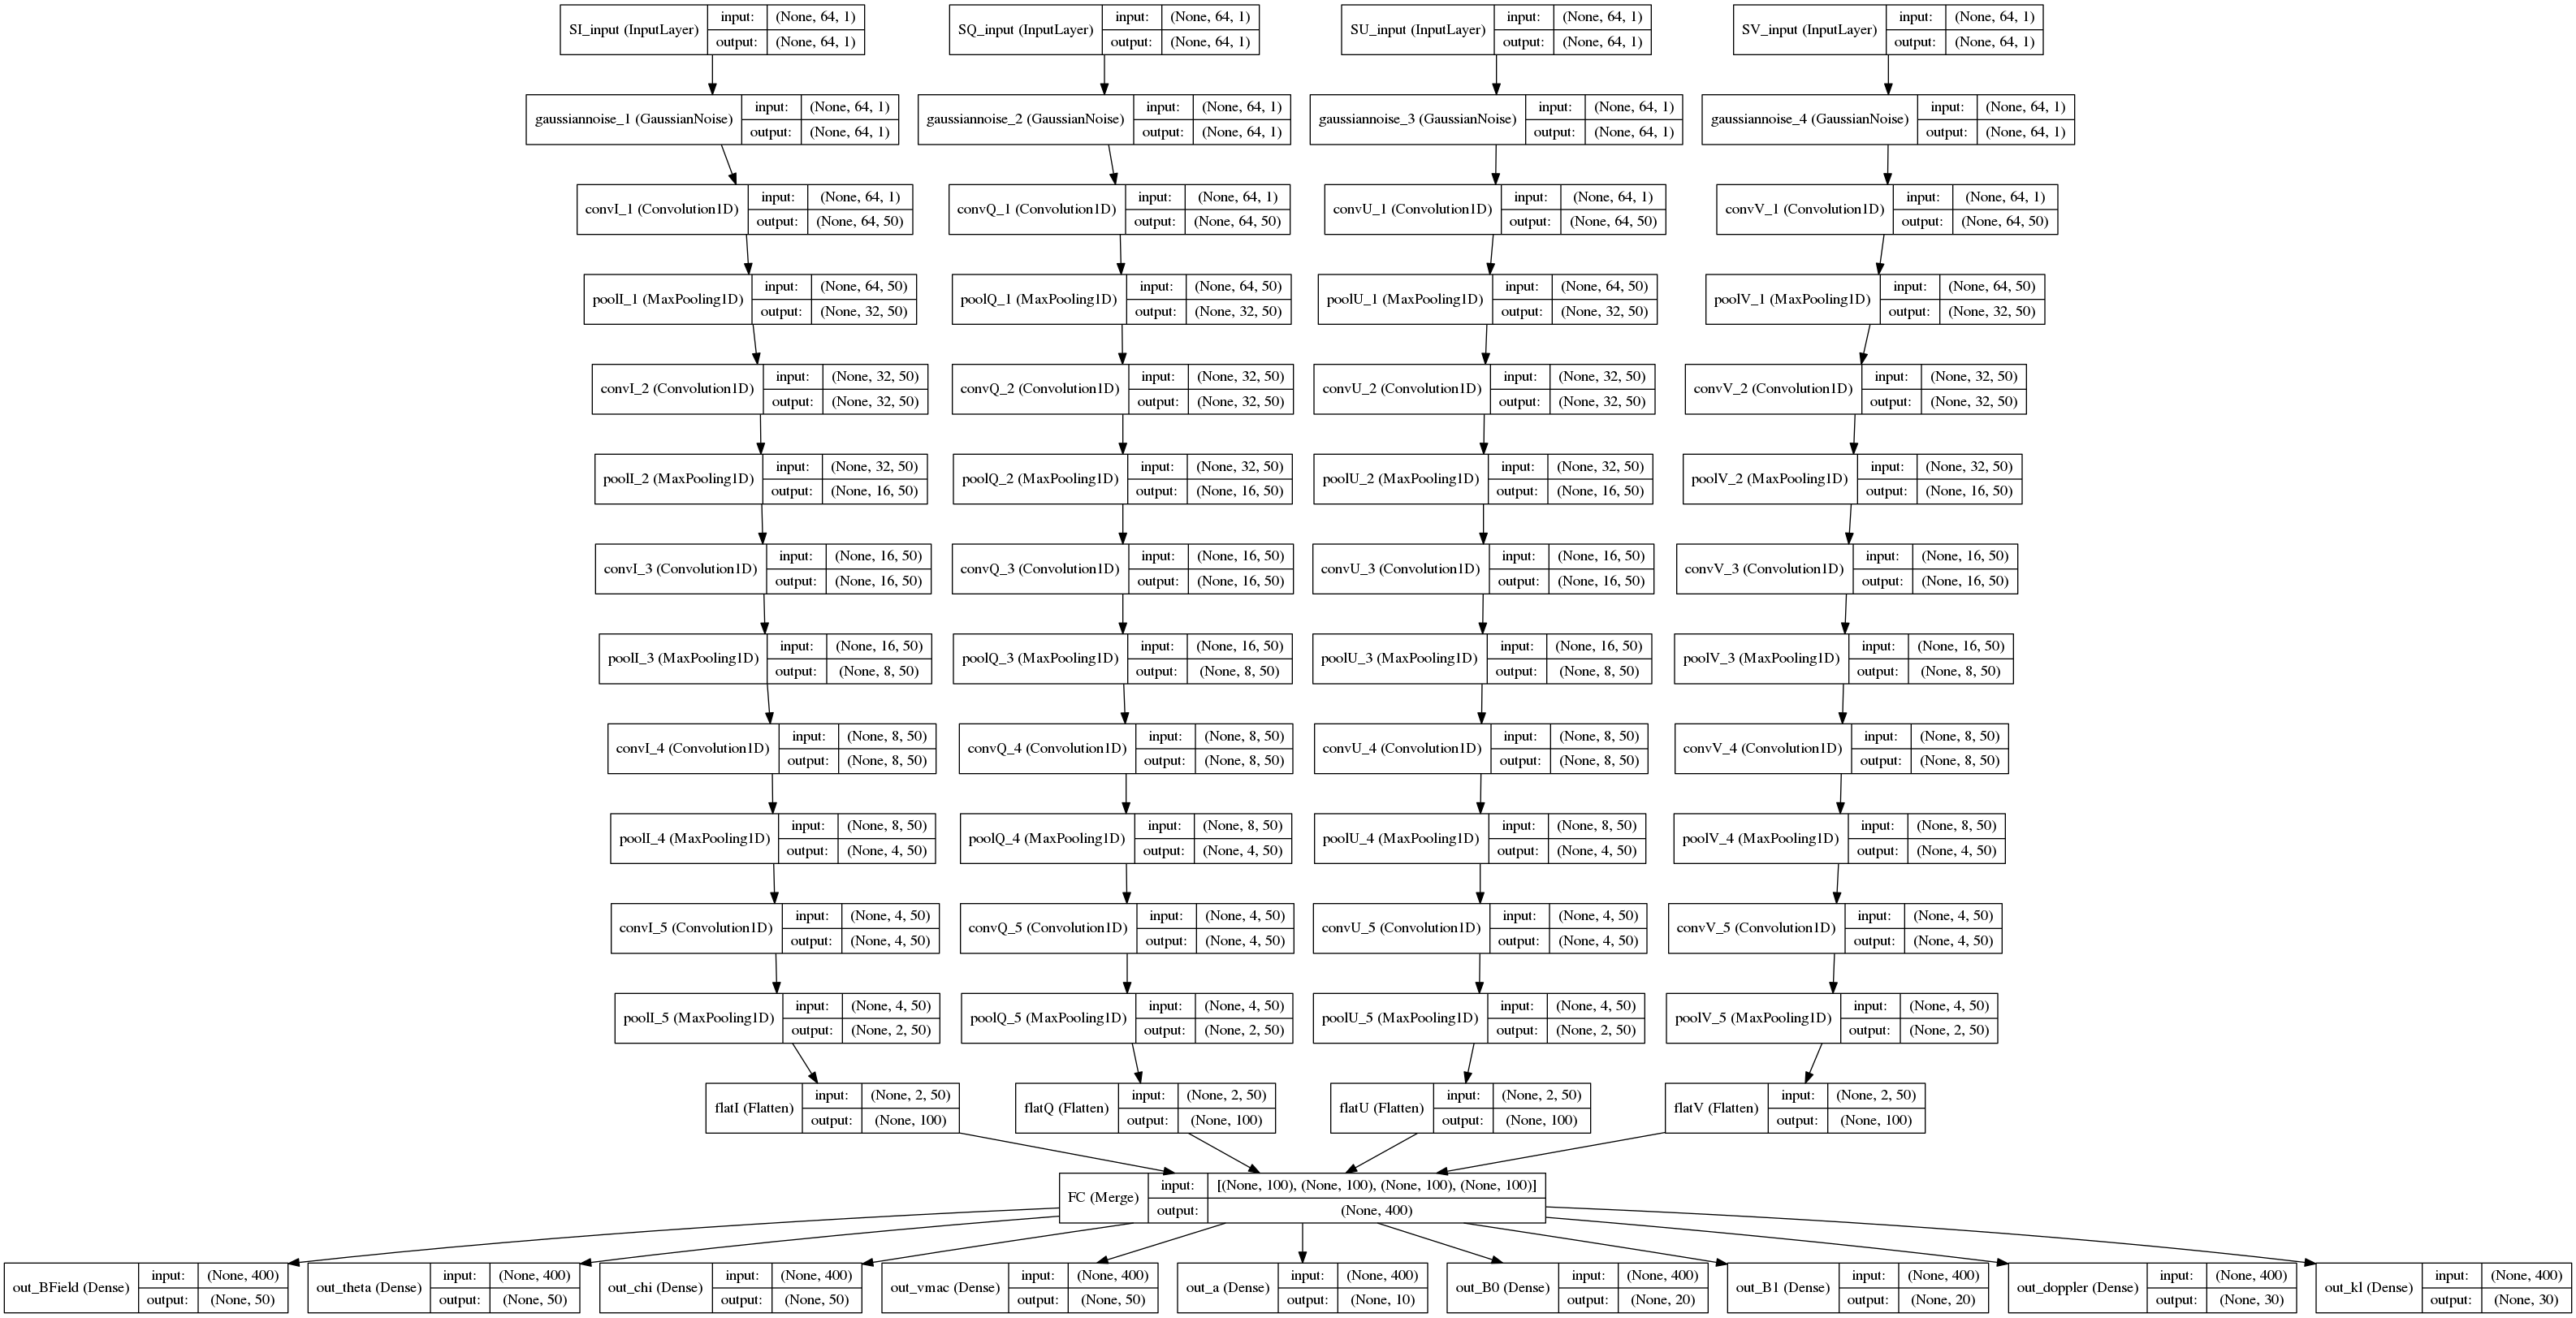 SI_input (InputLayer) input: (None, 64, 1) output: (None, 64, 1)
SQ_input (InputLayer) input: (None, 64, 1) output: (None, 64, 1)
SU_input (InputLayer) input: (None, 64, 1) output: (None, 64, 1)
SV_input (InputLayer) input: (None, 64, 1) output: (None, 64, 1)
gaussiannoise_1 (GaussianNoise) input: (None, 64, 1) output: (None, 64, 1)
gaussiannoise_2 (GaussianNoise) input: (None, 64, 1) output: (None, 64, 1)
gaussiannoise_3 (GaussianNoise) input: (None, 64, 1) output: (None, 64, 1)
gaussiannoise_4 (GaussianNoise) input: (None, 64, 1) output: (None, 64, 1)
convI_1 (Convolution1D) input: (None, 64, 1) output: (None, 64, 50)
convQ_1 (Convolution1D) input: (None, 64, 1) output: (None, 64, 50)
convU_1 (Convolution1D) input: (None, 64, 1) output: (None, 64, 50)
convV_1 (Convolution1D) input: (None, 64, 1) output: (None, 64, 50)
poolI_1 (MaxPooling1D) input: (None, 64, 50) output: (None, 32, 50)
poolQ_1 (MaxPooling1D) input: (None, 64, 50) output: (None, 32, 50)
poolU_1 (MaxPooling1D) input: (None, 64, 50) output: (None, 32, 50)
poolV_1 (MaxPooling1D) input: (None, 64, 50) output: (None, 32, 50)
convI_2 (Convolution1D) input: (None, 32, 50) output: (None, 32, 50)
convQ_2 (Convolution1D) input: (None, 32, 50) output: (None, 32, 50)
convU_2 (Convolution1D) input: (None, 32, 50) output: (None, 32, 50)
convV_2 (Convolution1D) input: (None, 32, 50) output: (None, 32, 50)
poolI_2 (MaxPooling1D) input: (None, 32, 50) output: (None, 16, 50)
poolQ_2 (MaxPooling1D) input: (None, 32, 50) output: (None, 16, 50)
poolU_2 (MaxPooling1D) input: (None, 32, 50) output: (None, 16, 50)
poolV_2 (MaxPooling1D) input: (None, 32, 50) output: (None, 16, 50)
convI_3 (Convolution1D) input: (None, 16, 50) output: (None, 16, 50)
convQ_3 (Convolution1D) input: (None, 16, 50) output: (None, 16, 50)
convU_3 (Convolution1D) input: (None, 16, 50) output: (None, 16, 50)
convV_3 (Convolution1D) input: (None, 16, 50) output: (None, 16, 50)
poolI_3 (MaxPooling1D) input: (None, 16, 50) output: (None, 8, 50)
poolQ_3 (MaxPooling1D) input: (None, 16, 50) output: (None, 8, 50)
poolU_3 (MaxPooling1D) input: (None, 16, 50) output: (None, 8, 50)
poolV_3 (MaxPooling1D) input: (None, 16, 50) output: (None, 8, 50)
convI_4 (Convolution1D) input: (None, 8, 50) output: (None, 8, 50)
convQ_4 (Convolution1D) input: (None, 8, 50) output: (None, 8, 50)
convU_4 (Convolution1D) input: (None, 8, 50) output: (None, 8, 50)
convV_4 (Convolution1D) input: (None, 8, 50) output: (None, 8, 50)
poolI_4 (MaxPooling1D) input: (None, 8, 50) output: (None, 4, 50)
poolQ_4 (MaxPooling1D) input: (None, 8, 50) output: (None, 4, 50)
poolU_4 (MaxPooling1D) input: (None, 8, 50) output: (None, 4, 50)
poolV_4 (MaxPooling1D) input: (None, 8, 50) output: (None, 4, 50)
convI_5 (Convolution1D) input: (None, 4, 50) output: (None, 4, 50)
convQ_5 (Convolution1D) input: (None, 4, 50) output: (None, 4, 50)
convU_5 (Convolution1D) input: (None, 4, 50) output: (None, 4, 50)
convV_5 (Convolution1D) input: (None, 4, 50) output: (None, 4, 50)
poolI_5 (MaxPooling1D) input: (None, 4, 50) output: (None, 2, 50)
poolQ_5 (MaxPooling1D) input: (None, 4, 50) output: (None, 2, 50)
poolU_5 (MaxPooling1D) input: (None, 4, 50) output: (None, 2, 50)
poolV_5 (MaxPooling1D) input: (None, 4, 50) output: (None, 2, 50)
flatI (Flatten) input: (None, 2, 50) output: (None, 100)
flatQ (Flatten) input: (None, 2, 50) output: (None, 100)
flatU (Flatten) input: (None, 2, 50) output: (None, 100)
flatV (Flatten) input: (None, 2, 50) output: (None, 100)
FC (Merge) input: [(None, 100), (None, 100), (None, 100), (None, 100)] output: (None, 400)
out_BField (Dense) input: (None, 400) output: (None, 50)
out_theta (Dense) input: (None, 400) output: (None, 50)
out_chi (Dense) input: (None, 400) output: (None, 50)
out_vmac (Dense) input: (None, 400) output: (None, 50)
out_a (Dense) input: (None, 400) output: (None, 10)
out_B0 (Dense) input: (None, 400) output: (None, 20)
out_B1 (Dense) input: (None, 400) output: (None, 20)
out_doppler (Dense) input: (None, 400) output: (None, 30)
out_kl (Dense) input: (None, 400) output: (None, 30)